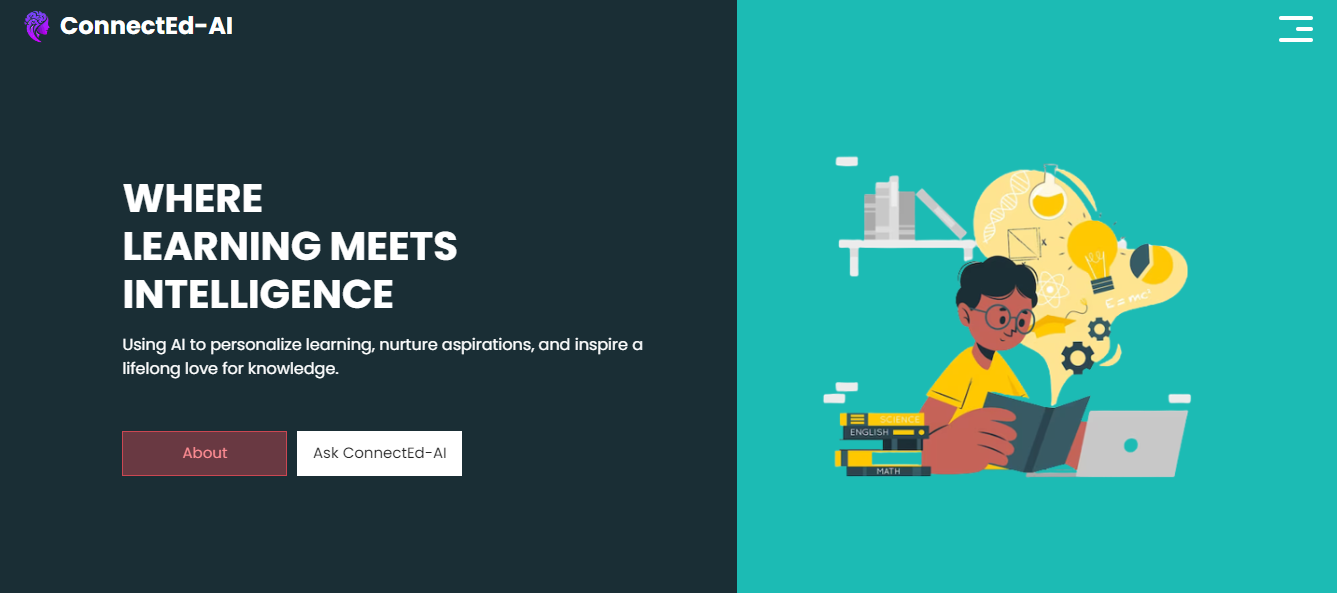 ConnectEd-AI
WHERE
LEARNING MEETS
INTELLIGENCE
Using AI to personalize learning, nurture aspirations, and inspire a
lifelong love for knowledge.
About
Ask ConnectEd-AI
x
E = mc²
SCIENCE
ENGLISH
MATH